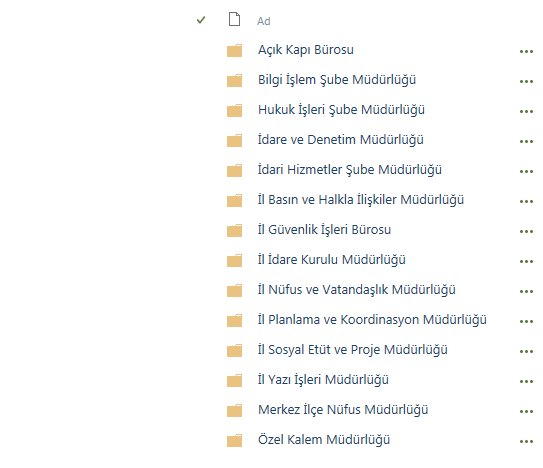 Ad
Açık Kapı Bürosu
Bilgi İşlem Şube Müdürlüğü
Hukuk İşleri Şube Müdürlüğü
İdare ve Denetim Müdürlüğü
İdari Hizmetler Şube Müdürlüğü
İl Basın ve Halkla İlişkiler Müdürlüğü
İl Güvenlik İşleri Bürosu
İl İdare Kurulu Müdürlüğü
İl Nüfus ve Vatandaşlık Müdürlüğü
İl Planlama ve Koordinasyon Müdürlüğü
İl Sosyal Etüt ve Proje Müdürlüğü
İl Yazı İşleri Müdürlüğü
Merkez İlçe Nüfus Müdürlüğü
Özel Kalem Müdürlüğü